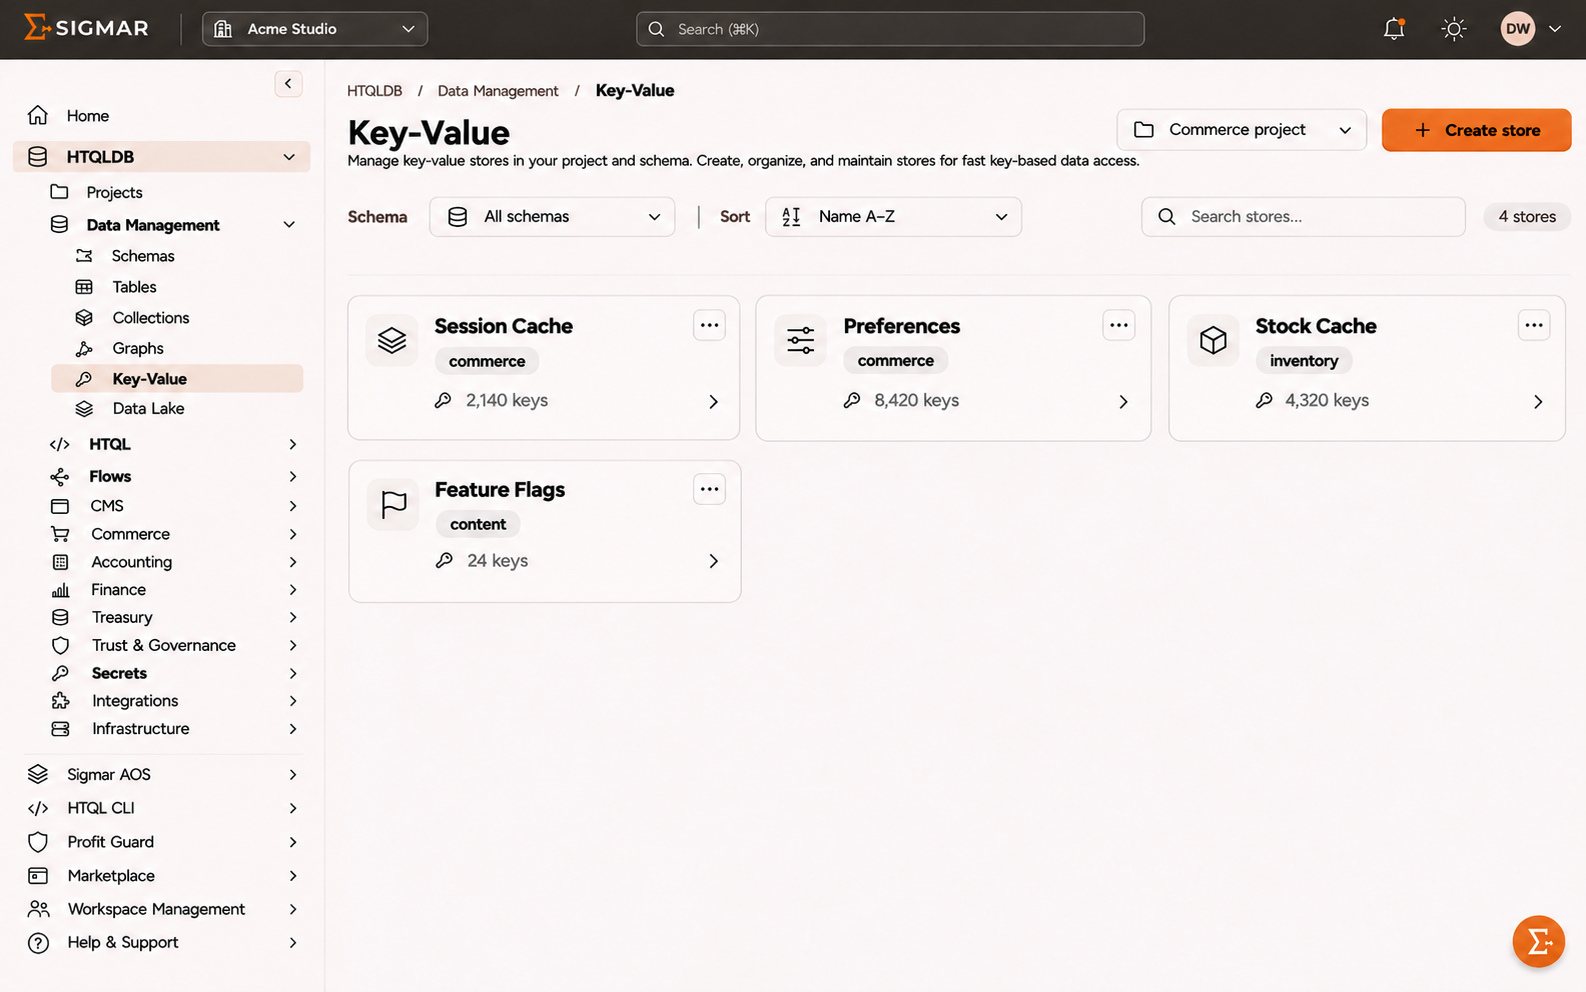 SIGMAR
Acme Studio
Search (⌘K)
DW
Home
HTQLDB
Projects
Data Management
Schemas
Tables
Collections
Graphs
Key-Value
Data Lake
HTQL
Flows
CMS
Commerce
Accounting
Finance
Treasury
Trust & Governance
Secrets
Integrations
Infrastructure
Sigmar AOS
HTQL CLI
Profit Guard
Marketplace
Workspace Management
Help & Support
HTQLDB / Data Management / Key-Value
Key-Value
Manage key-value stores in your project and schema. Create, organize, and maintain stores for fast key-based data access.
Commerce project
+ Create store
Schema
All schemas
Sort
Name A–Z
Search stores...
4 stores
Session Cache
commerce
2,140 keys
Preferences
commerce
8,420 keys
Stock Cache
inventory
4,320 keys
Feature Flags
content
24 keys